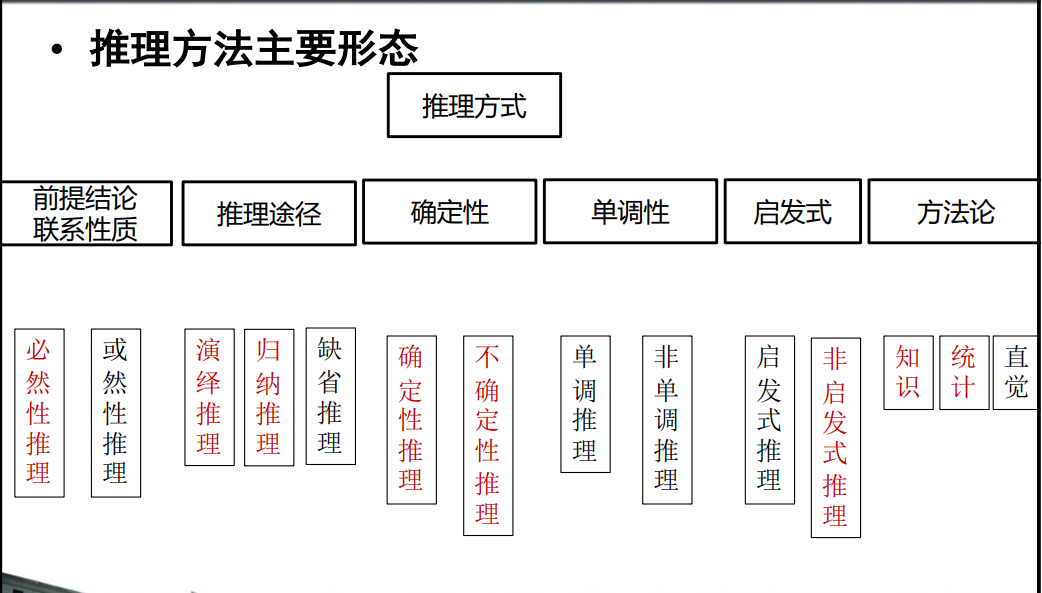 • 推理方法主要形态
推理方式
前提结论
联系性质
推理途径
确定性
单调性
启发式
方法论
必然性推理
或然性推理
演绎推理
归纳推理
缺省推理
确定性推理
不确定性推理
单调推理
非单调推理
启发式推理
非启发式推理
知识
统计
直觉